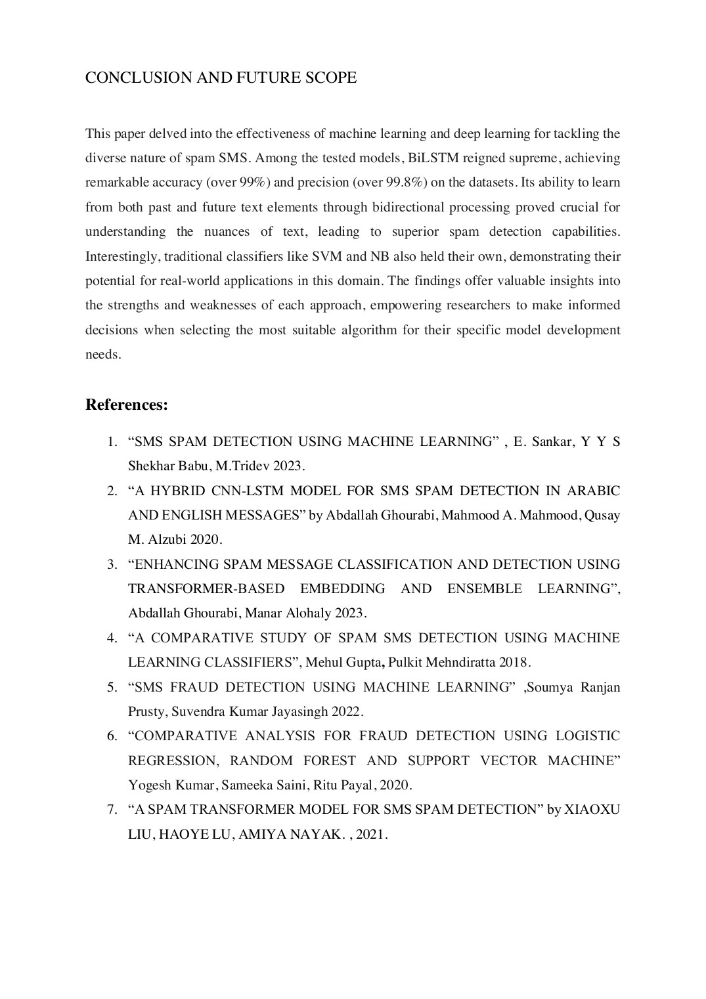 CONCLUSION AND FUTURE SCOPE
This paper delved into the effectiveness of machine learning and deep learning for tackling the
diverse nature of spam SMS. Among the tested models, BiLSTM reigned supreme, achieving
remarkable accuracy (over 99%) and precision (over 99.8%) on the datasets. Its ability to learn
from both past and future text elements through bidirectional processing proved crucial for
understanding the nuances of text, leading to superior spam detection capabilities.
Interestingly, traditional classifiers like SVM and NB also held their own, demonstrating their
potential for real-world applications in this domain. The findings offer valuable insights into
the strengths and weaknesses of each approach, empowering researchers to make informed
decisions when selecting the most suitable algorithm for their specific model development
needs.
References:
1. “SMS SPAM DETECTION USING MACHINE LEARNING” , E. Sankar, Y Y S
Shekhar Babu, M.Tridev 2023.
2. “A HYBRID CNN-LSTM MODEL FOR SMS SPAM DETECTION IN ARABIC
AND ENGLISH MESSAGES” by Abdallah Ghourabi, Mahmood A. Mahmood, Qusay
M. Alzubi 2020.
3. “ENHANCING SPAM MESSAGE CLASSIFICATION AND DETECTION USING
TRANSFORMER-BASED EMBEDDING AND ENSEMBLE LEARNING”,
Abdallah Ghourabi, Manar Alohaly 2023.
4. “A COMPARATIVE STUDY OF SPAM SMS DETECTION USING MACHINE
LEARNING CLASSIFIERS”, Mehul Gupta, Pulkit Mehndiratta 2018.
5. “SMS FRAUD DETECTION USING MACHINE LEARNING” ,Soumya Ranjan
Prusty, Suvendra Kumar Jayasingh 2022.
6. “COMPARATIVE ANALYSIS FOR FRAUD DETECTION USING LOGISTIC
REGRESSION, RANDOM FOREST AND SUPPORT VECTOR MACHINE”
Yogesh Kumar, Sameeka Saini, Ritu Payal, 2020.
7. “A SPAM TRANSFORMER MODEL FOR SMS SPAM DETECTION” by XIAOXU
LIU, HAOYE LU, AMIYA NAYAK. , 2021.